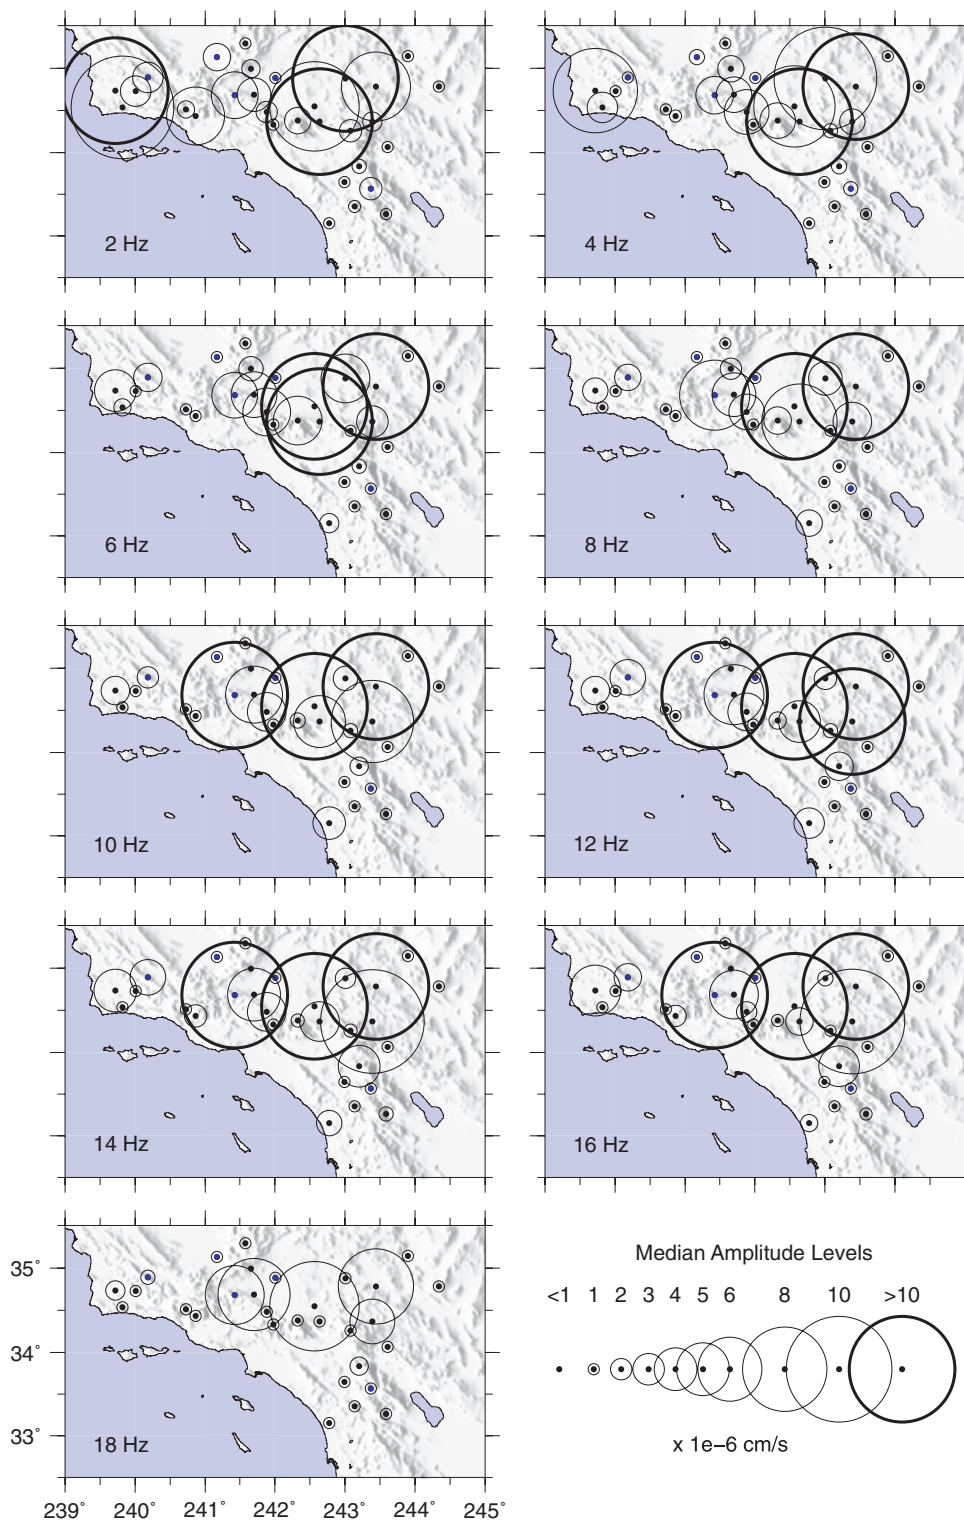 2 Hz
4 Hz
6 Hz
8 Hz
10 Hz
12 Hz
14 Hz
16 Hz
35°
34°
33°
18 Hz
239° 240° 241° 242° 243° 244° 245°
Median Amplitude Levels
<1 1 2 3 4 5 6 8 10 >10
x 1e−6 cm/s